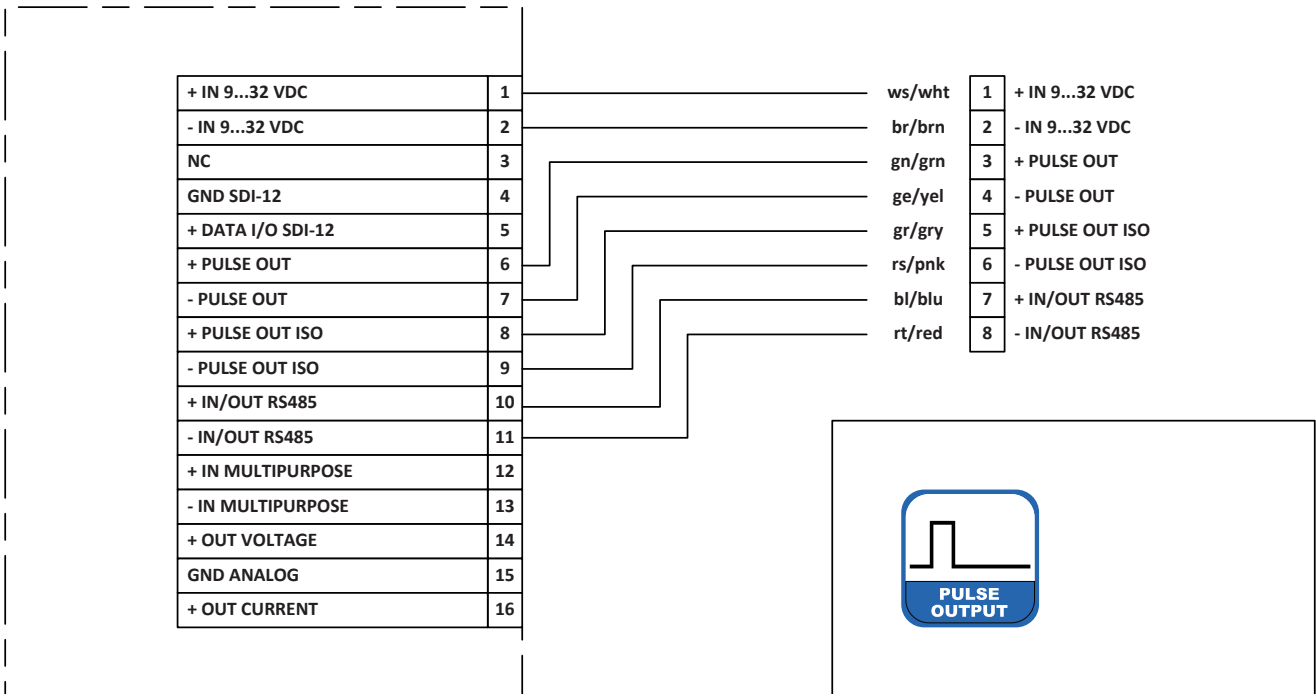 + IN 9...32 VDC 1 ws/wht 1 + IN 9...32 VDC
- IN 9...32 VDC 2 br/brn 2 - IN 9...32 VDC
NC 3 gn/grn 3 + PULSE OUT
GND SDI-12 4 ge/yel 4 - PULSE OUT
+ DATA I/O SDI-12 5 gr/gry 5 + PULSE OUT ISO
+ PULSE OUT 6 rs/pnk 6 - PULSE OUT ISO
- PULSE OUT 7 bl/blu 7 + IN/OUT RS485
+ PULSE OUT ISO 8 rt/red 8 - IN/OUT RS485
- PULSE OUT ISO 9
+ IN/OUT RS485 10
- IN/OUT RS485 11
+ IN MULTIPURPOSE 12
- IN MULTIPURPOSE 13
+ OUT VOLTAGE 14
GND ANALOG 15
+ OUT CURRENT 16
PULSE
OUTPUT